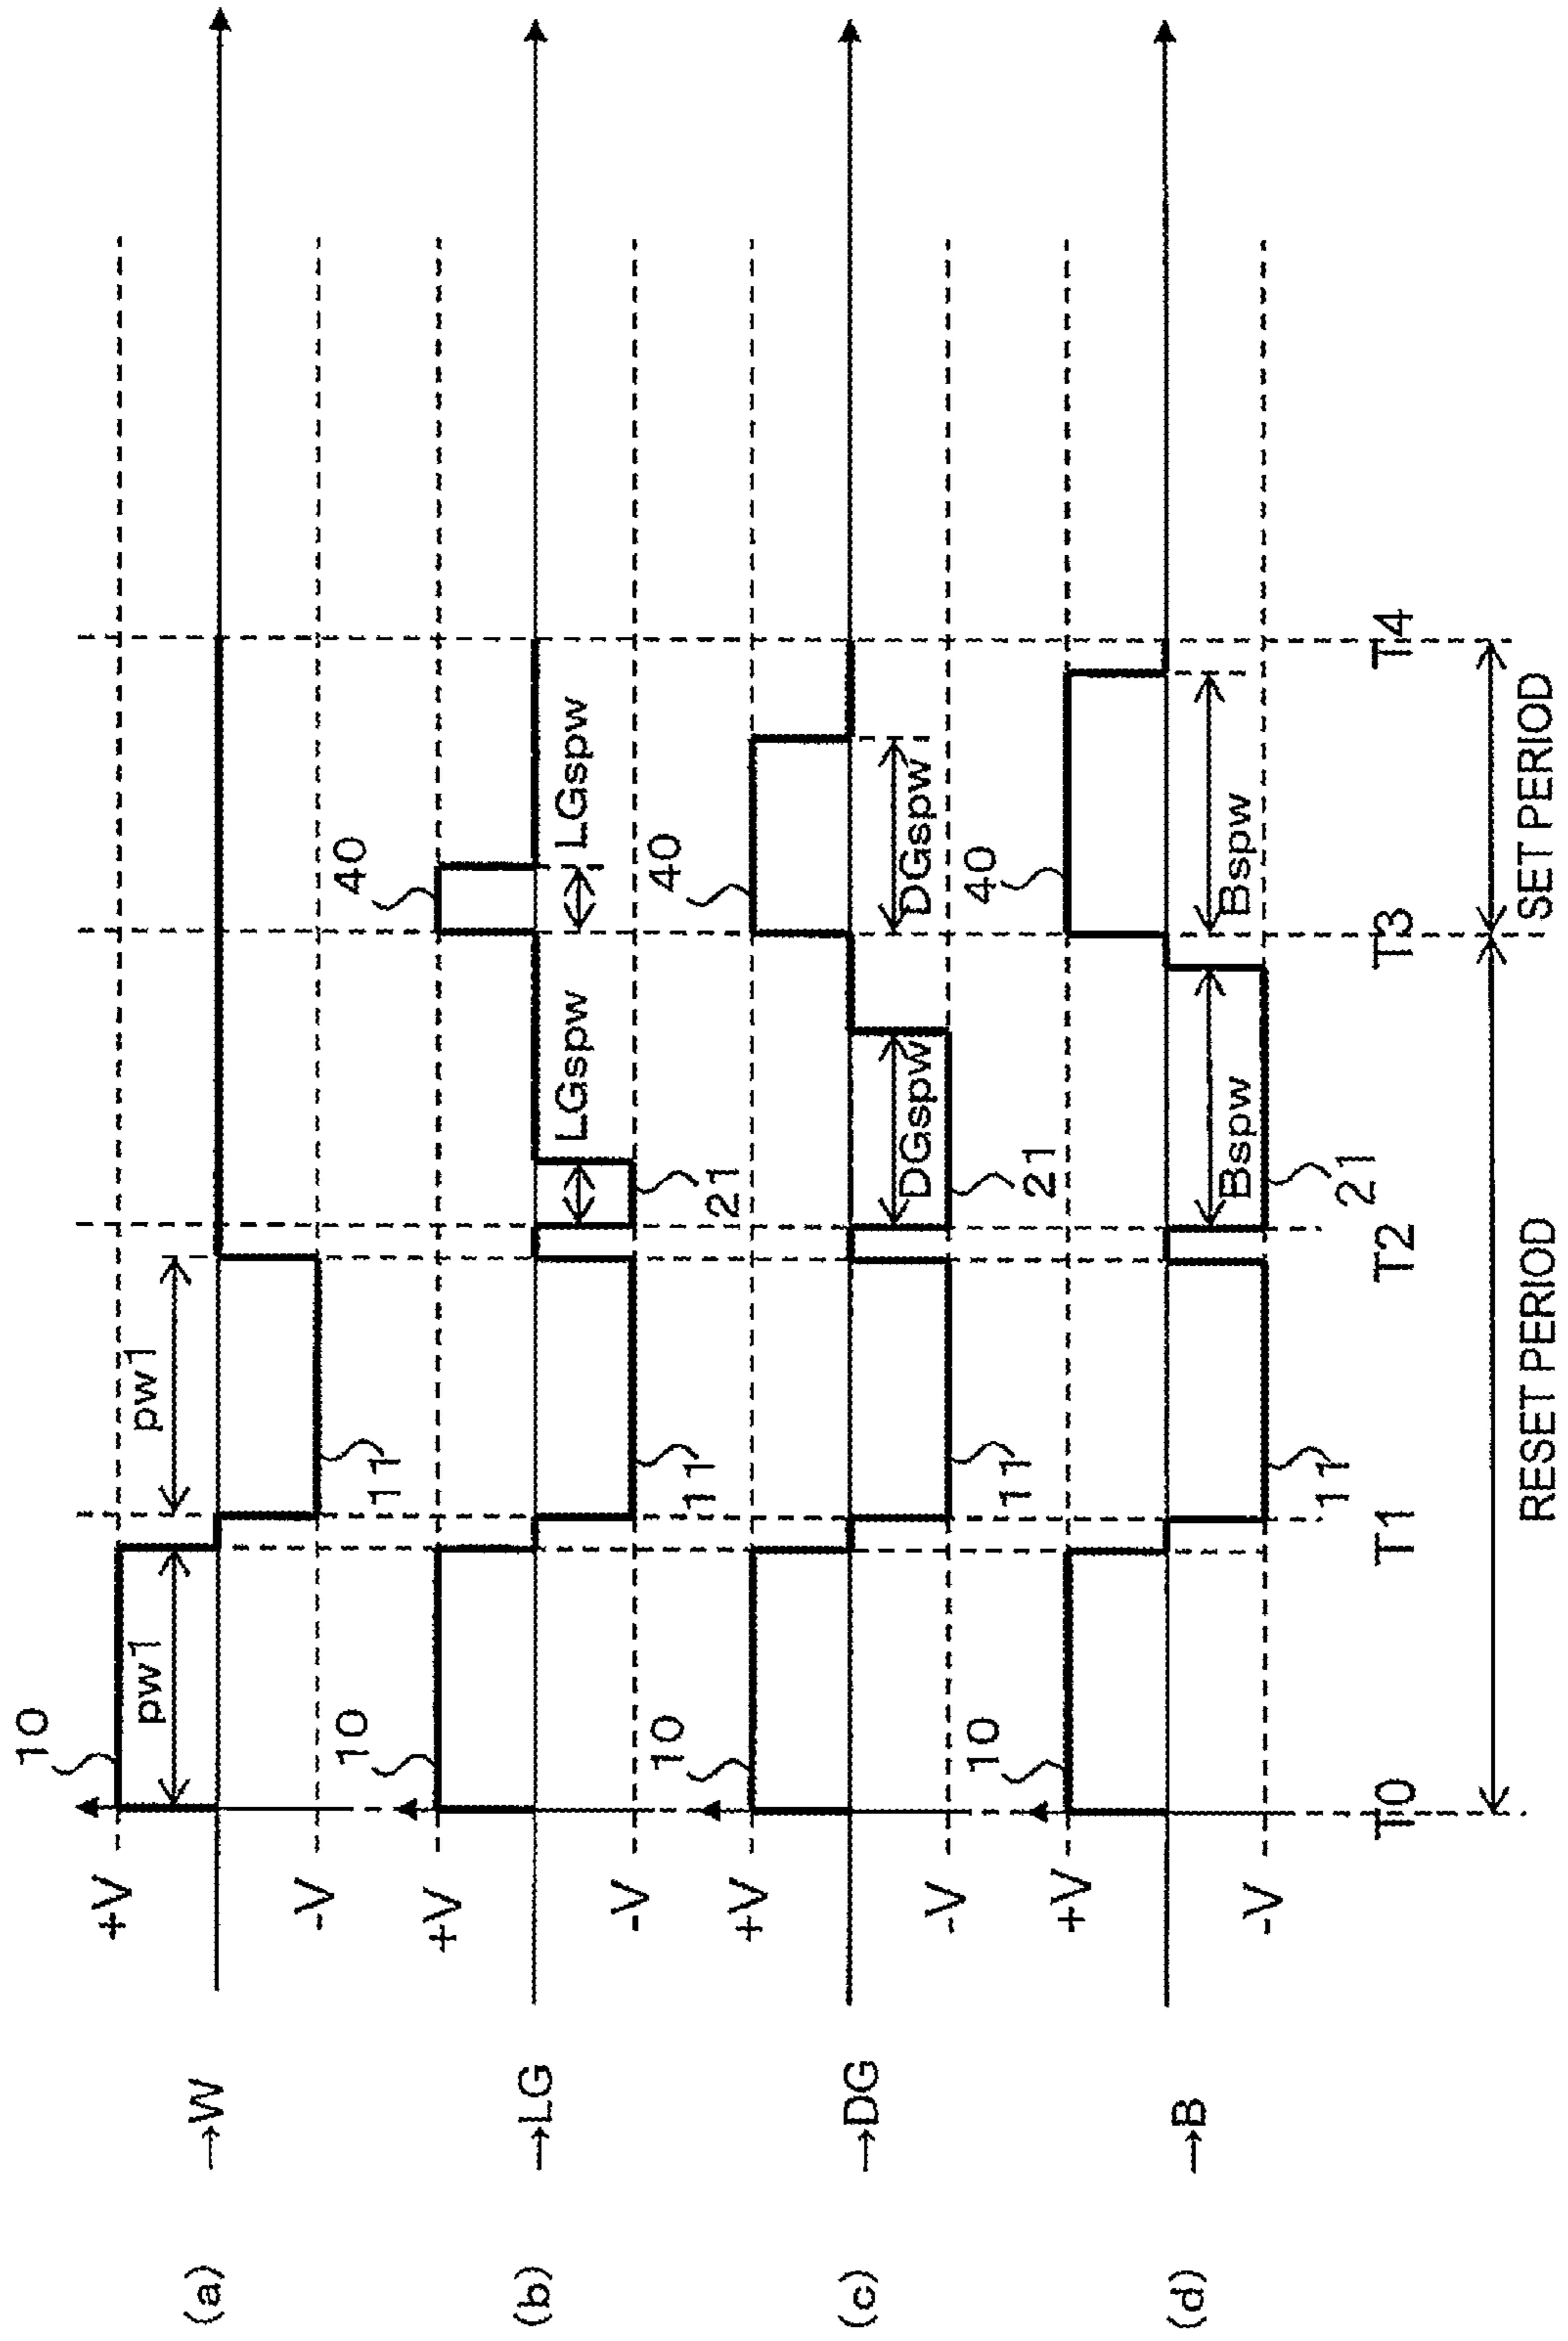 (a) →W
+V
-V
10
pw1
pw1
11
(b) →LG
+V
-V
10
11
21
LGspw
40
LGspw
(c) →DG
+V
-V
10
11
21
DGspw
40
DGspw
(d) →B
+V
-V
10
11
21
Bspw
40
Bspw
T0 T1 T2 T3 T4
RESET PERIOD SET PERIOD